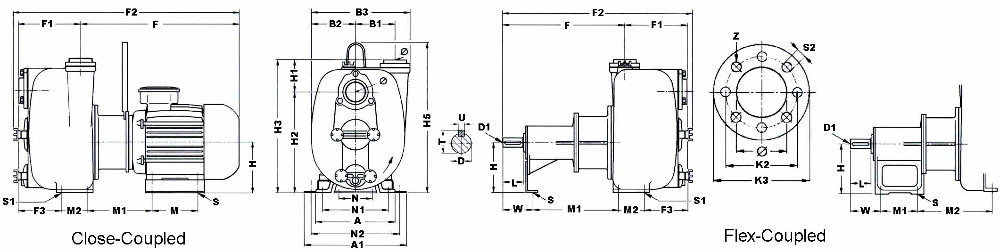 F2
F1 F
S1 S H
F3 M2 M1 M
Close-Coupled
B3
B2 B1
Ø
H1
Ø
H3 H2 H5
N
N1
A
N2
A1
U
T
D
F2
F F1
D1
H
L
S S1
W M1 M2 F3
Z S2
Ø
K2
K3
D1
H
L
S
W M1 M2
Flex-Coupled